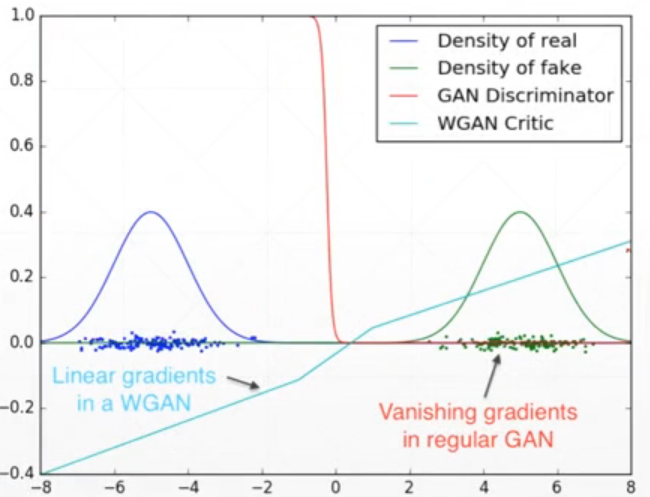 1.0
0.8
0.6
0.4
0.2
0.0
−0.2
−0.4
Density of real
Density of fake
GAN Discriminator
WGAN Critic
Linear gradients
in a WGAN
Vanishing gradients
in regular GAN
−8 −6 −4 −2 0 2 4 6 8